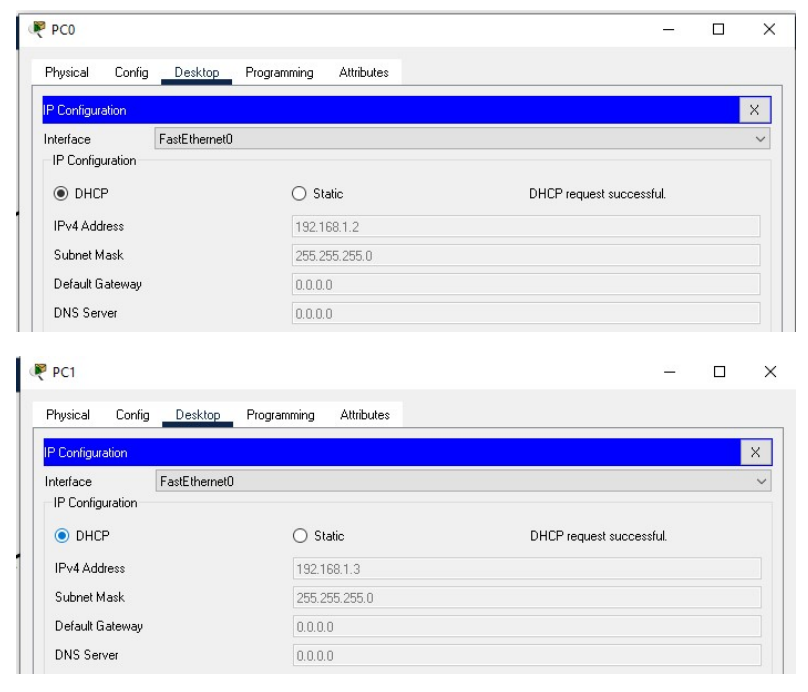 PC0
Physical Config Desktop Programming Attributes
IP Configuration X
Interface FastEthernet0
IP Configuration
DHCP Static DHCP request successful.
IPv4 Address 192.168.1.2
Subnet Mask 255.255.255.0
Default Gateway 0.0.0.0
DNS Server 0.0.0.0
PC1
Physical Config Desktop Programming Attributes
IP Configuration X
Interface FastEthernet0
IP Configuration
DHCP Static DHCP request successful.
IPv4 Address 192.168.1.3
Subnet Mask 255.255.255.0
Default Gateway 0.0.0.0
DNS Server 0.0.0.0